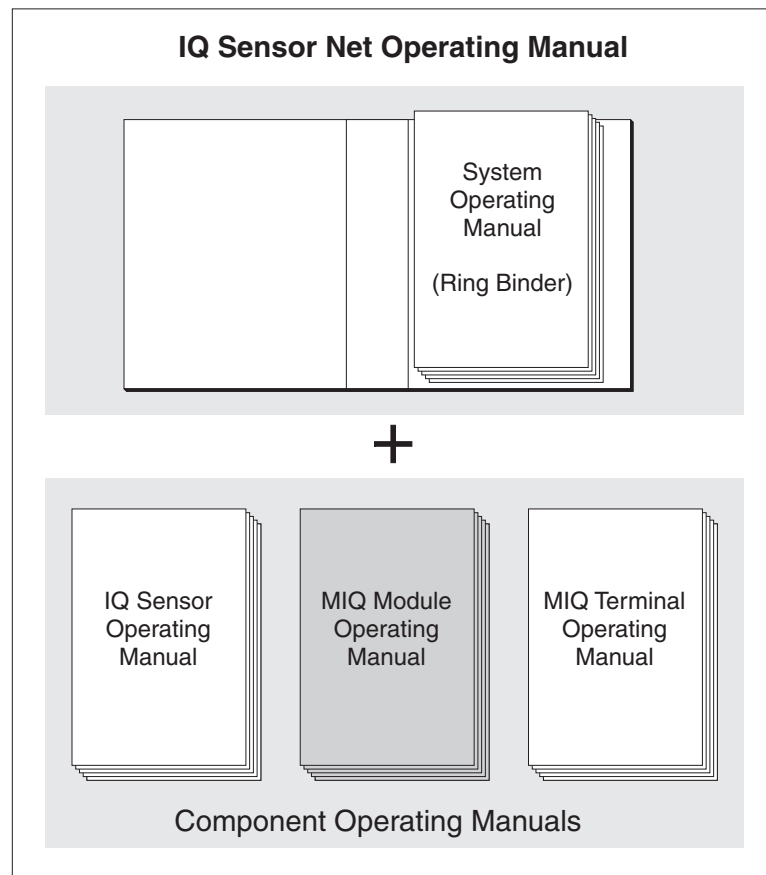 IQ Sensor Net Operating Manual
System
Operating
Manual
(Ring Binder)
+
IQ Sensor
Operating
Manual
MIQ Module
Operating
Manual
MIQ Terminal
Operating
Manual
Component Operating Manuals